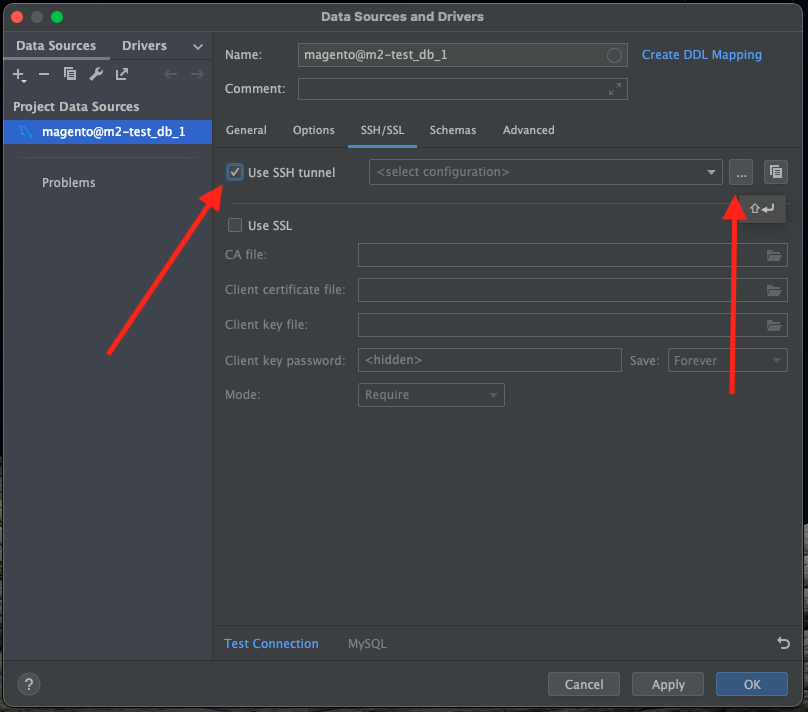 Data Sources and Drivers
Data Sources Drivers
Name: magento@m2-test_db_1 Create DDL Mapping
Comment:
Project Data Sources
magento@m2-test_db_1
Problems
General Options SSH/SSL Schemas Advanced
Use SSH tunnel <select configuration> ...
⇧↩
Use SSL
CA file:
Client certificate file:
Client key file:
Client key password: <hidden> Save: Forever
Mode: Require
Test Connection MySQL
? Cancel Apply OK